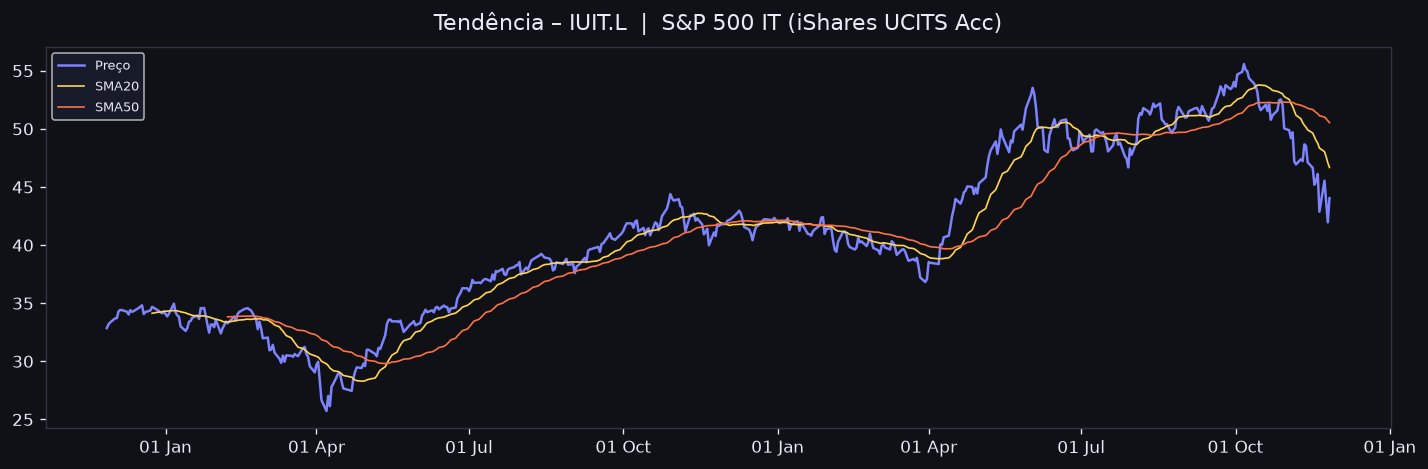 Tendência – IUIT.L | S&P 500 IT (iShares UCITS Acc)
Preço
SMA20
SMA50
55
50
45
40
35
30
25
01 Jan
01 Apr
01 Jul
01 Oct
01 Jan
01 Apr
01 Jul
01 Oct
01 Jan